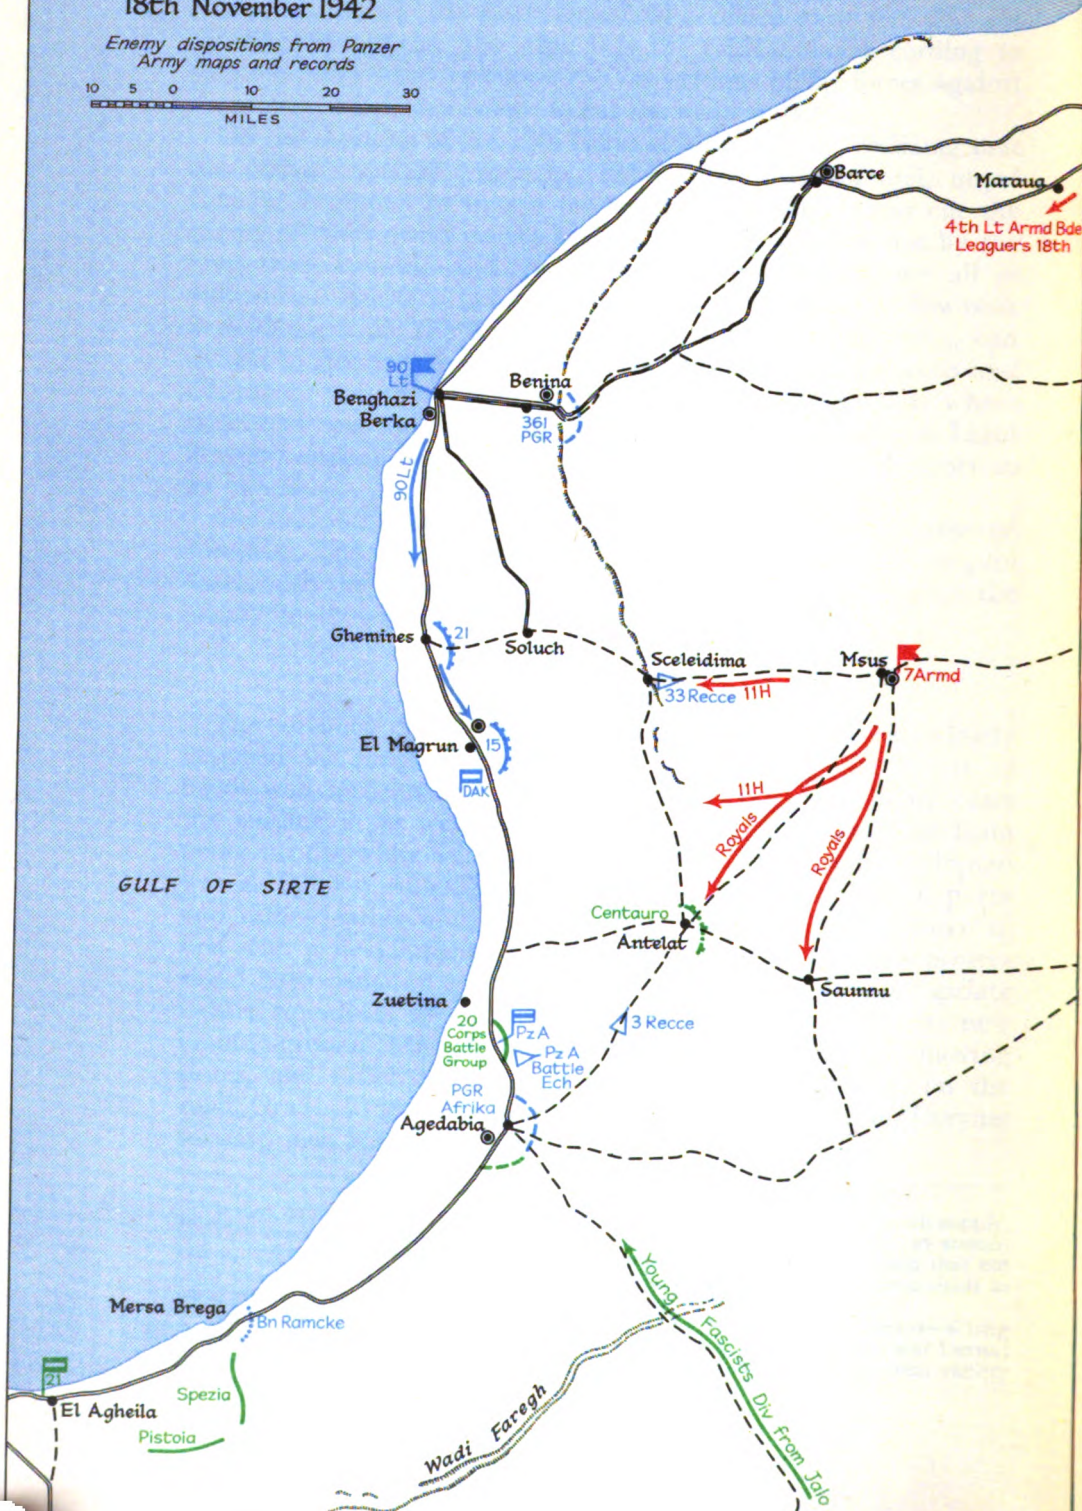 18th November 1942
Enemy dispositions from Panzer
Army maps and records
10 5 0 10 20 30
MILES
Barce
Maraua
4th Lt Armd Bde
Leaguers 18th
90
Lt
Benghazi
Berka
Benina
361
PGR
90 Lt
Ghemines
21
Soluch
Sceleidima
33 Recce
11H
Msus
7 Armd
El Magrun
15
DAK
11H
Royals
Royals
GULF OF SIRTE
Centauro
Antelat
Saunnu
Zuetina
20
Corps
Battle
Group
Pz A
Pz A
Battle
Ech
3 Recce
PGR
Afrika
Agedabia
Young Fascists Div from Jalo
Mersa Brega
Bn Ramcke
21
El Agheila
Spezia
Pistoia
Wadi Faregh